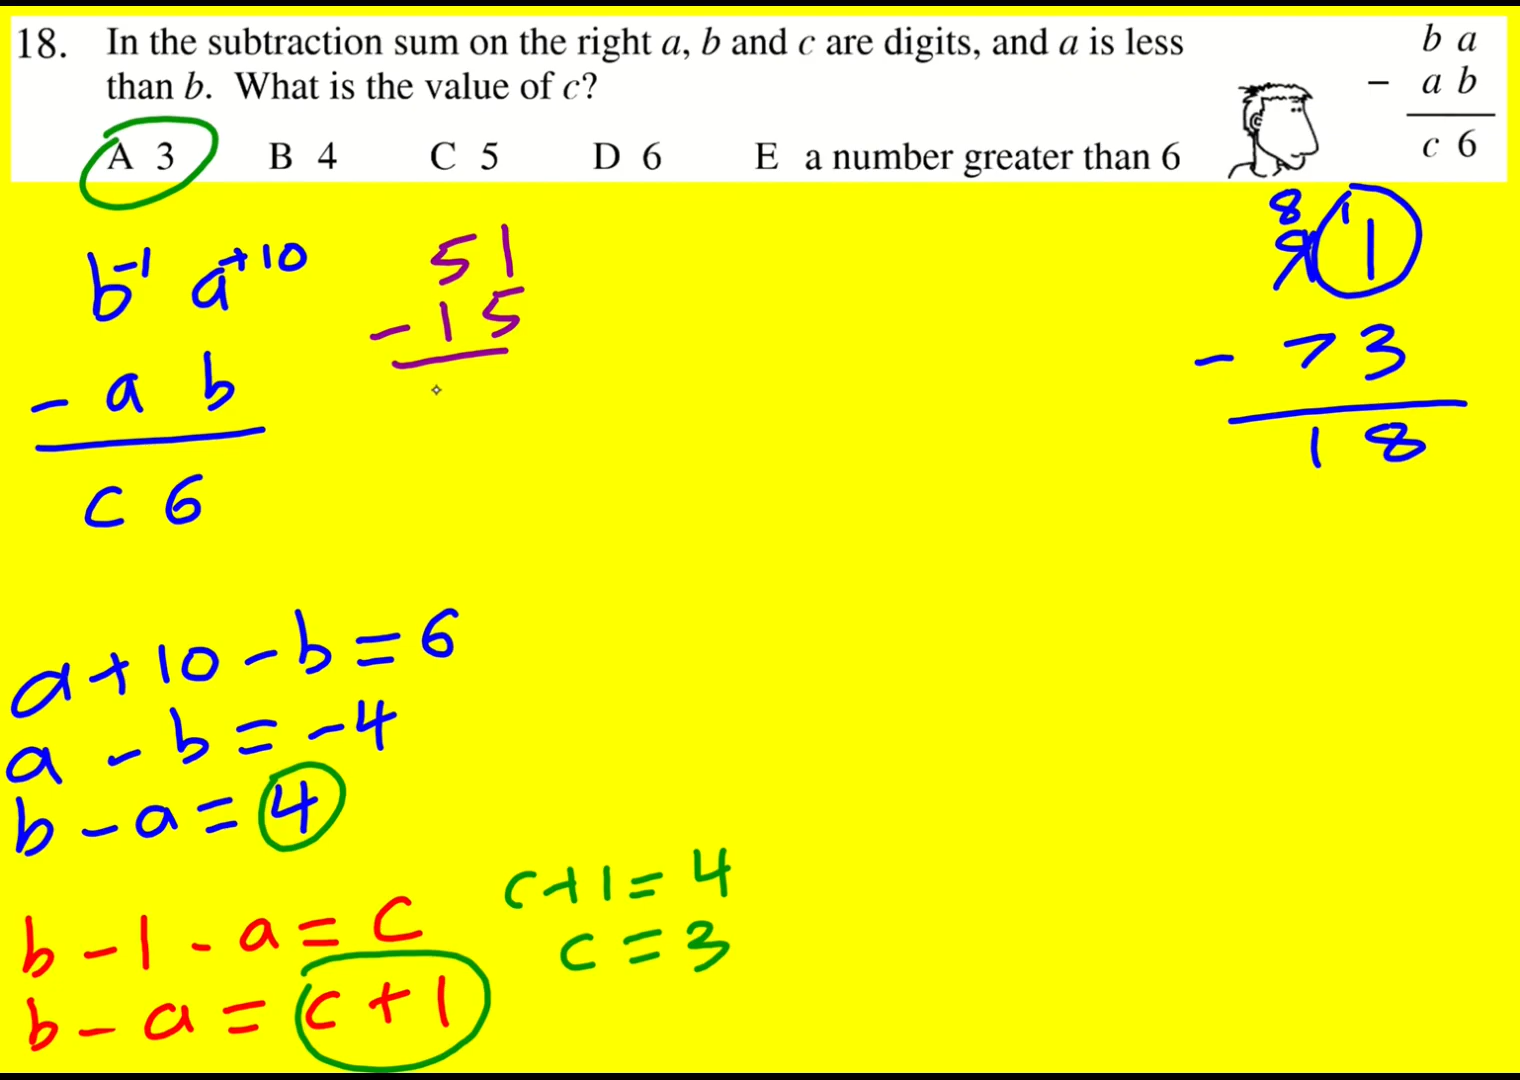 18. In the subtraction sum on the right a, b and c are digits, and a is less
than b. What is the value of c?
A 3 B 4 C 5 D 6 E a number greater than 6
b a
– a b
c 6
b -1 a +10
– a b
c 6
51
– 15
8
9 1 1
– 7 3
1 8
a + 10 – b = 6
a – b = – 4
b – a = 4
b – 1 - a = c
b – a = c + 1
c + 1 = 4
c = 3